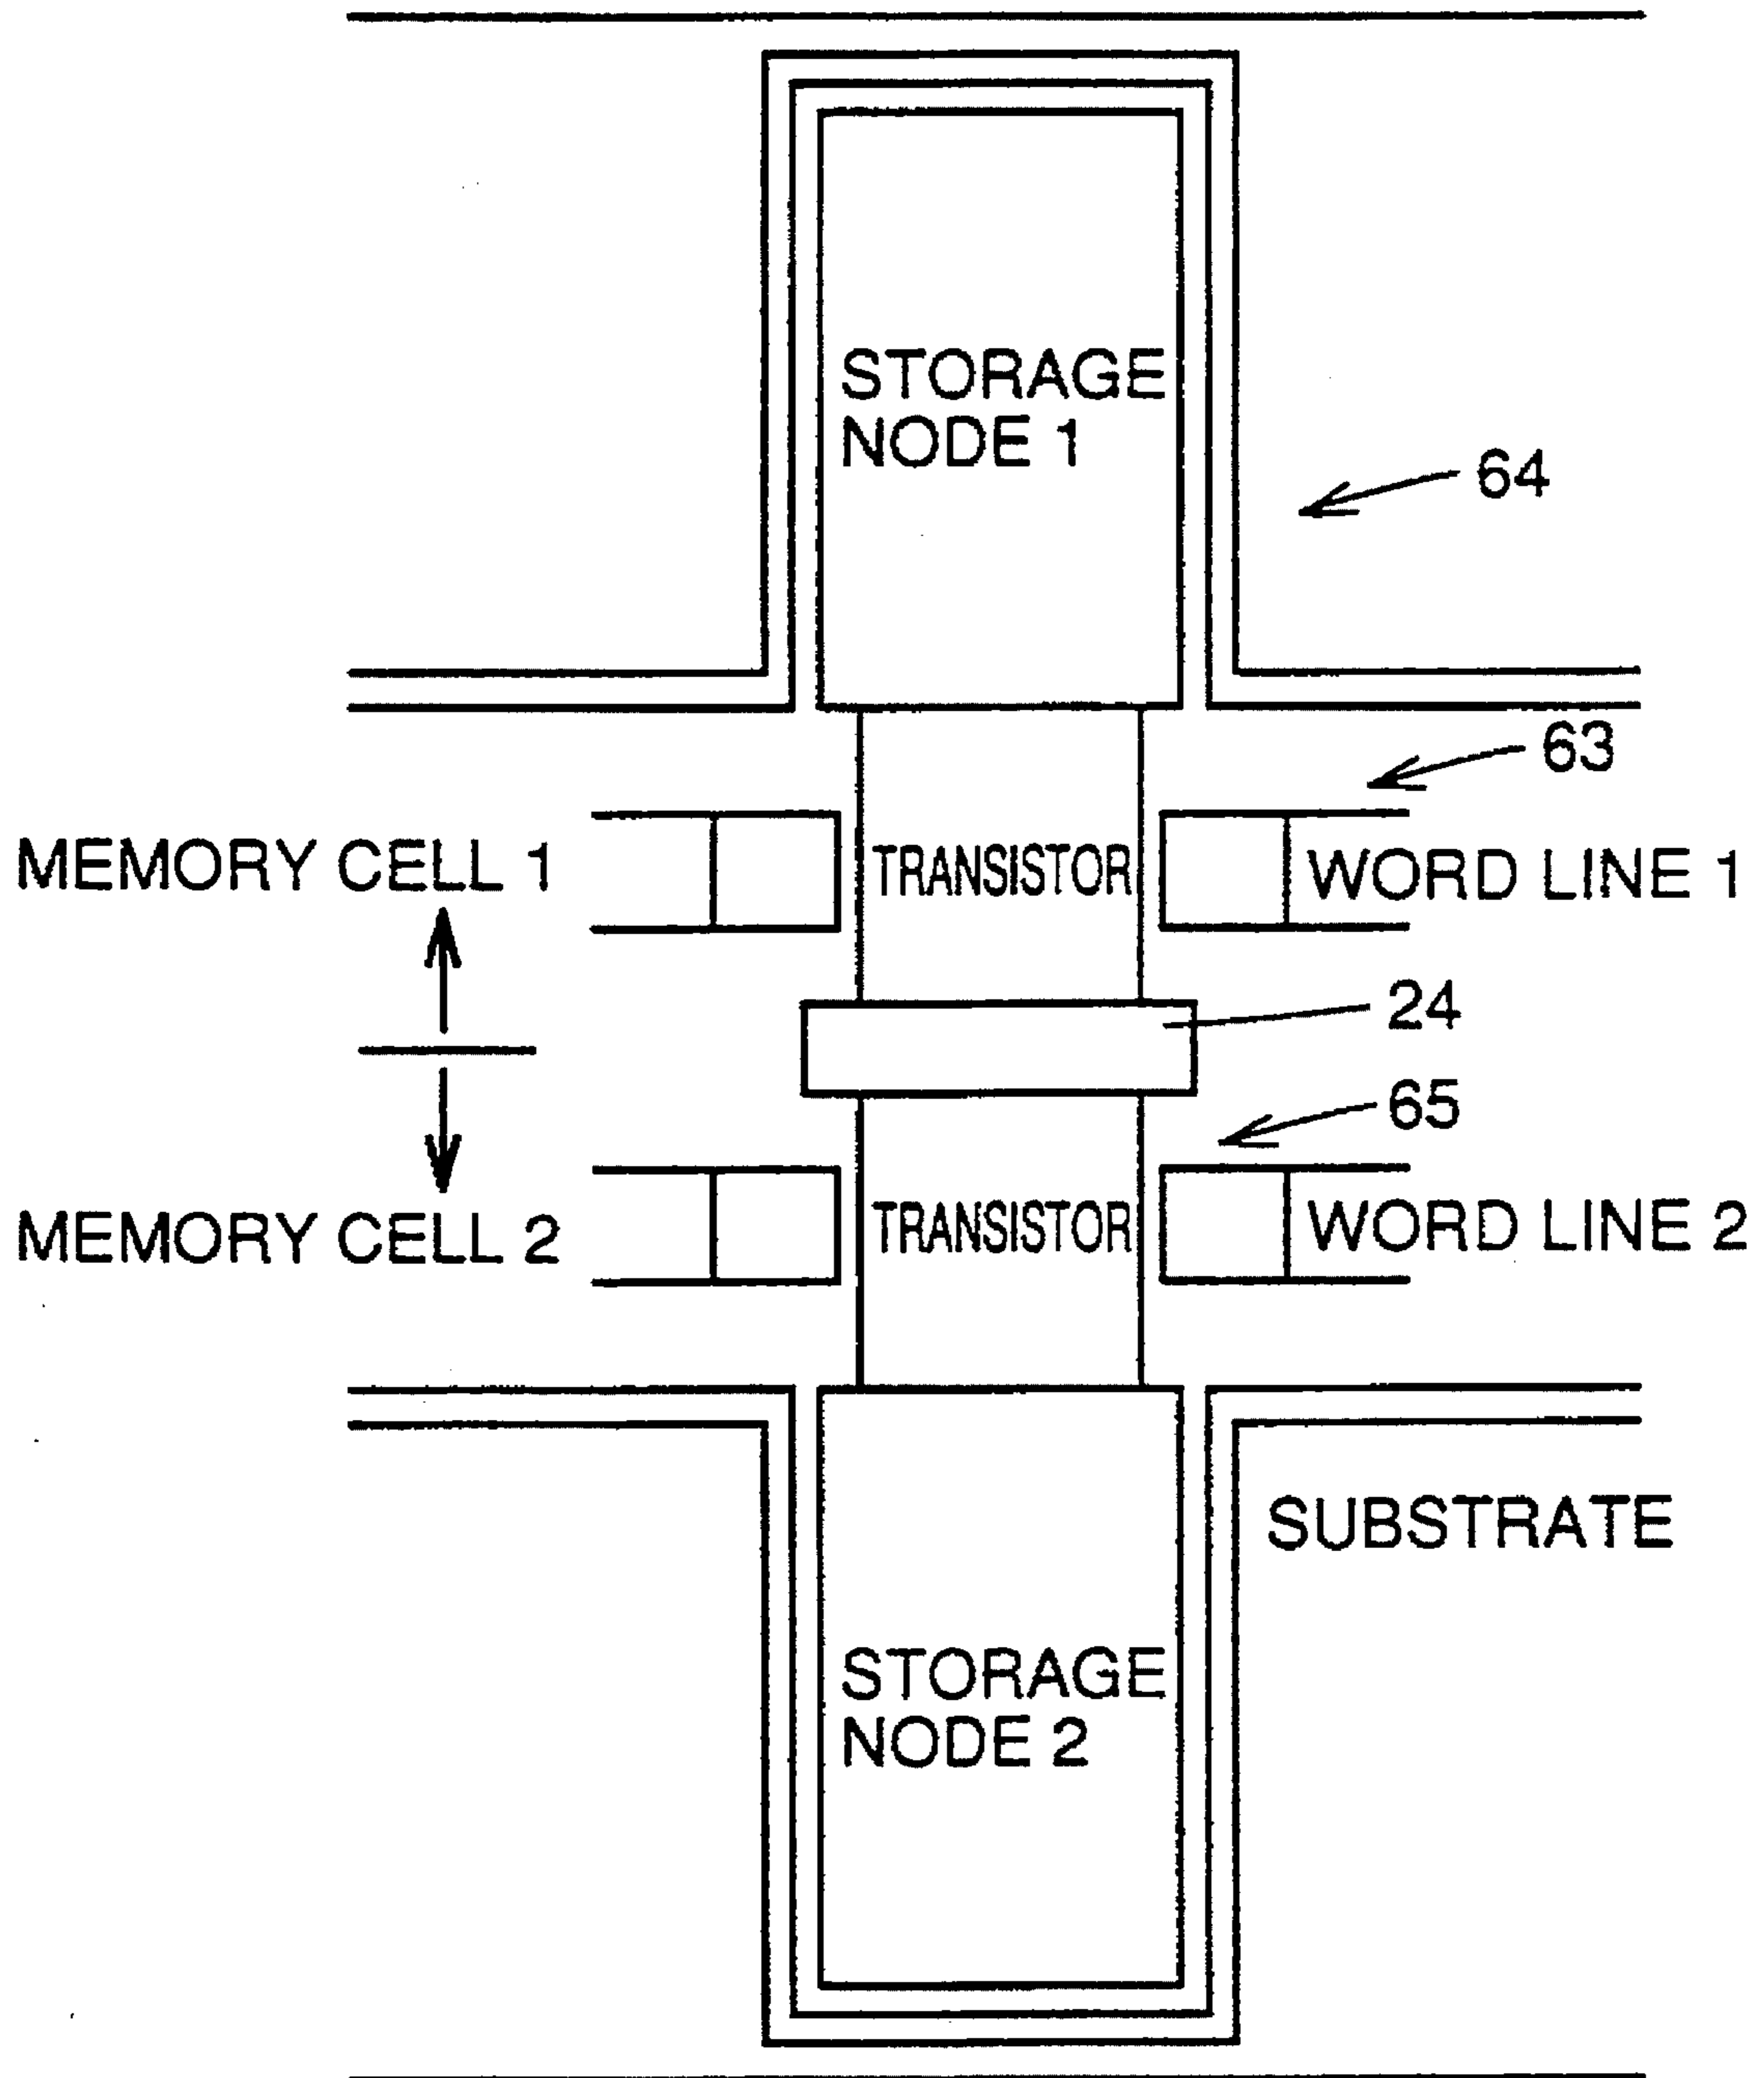 STORAGE
NODE 1
64
63
MEMORY CELL 1
TRANSISTOR
WORD LINE 1
24
65
MEMORY CELL 2
TRANSISTOR
WORD LINE 2
SUBSTRATE
STORAGE
NODE 2